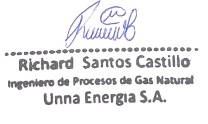 Richard Santos Castillo
Ingeniero de Procesos de Gas Natural
Unna Energia S.A.